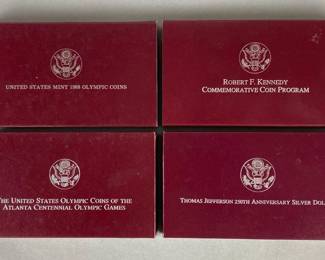 UNITED STATES MINT 1988 OLYMPIC COINS
ROBERT F. KENNEDY
COMMEMORATIVE COIN PROGRAM
THE UNITED STATES OLYMPIC COINS OF THE
ATLANTA CENTENNIAL OLYMPIC GAMES
THOMAS JEFFERSON 250TH ANNIVERSARY SILVER DOL